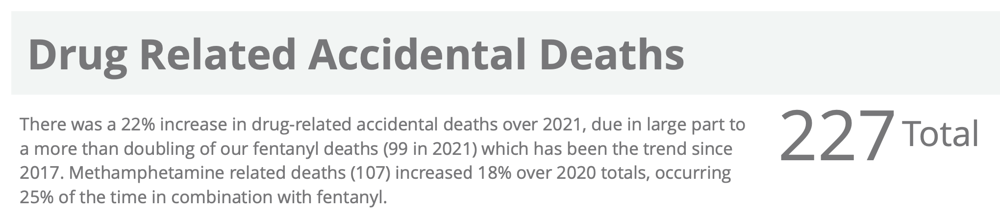 Drug Related Accidental Deaths
There was a 22% increase in drug-related accidental deaths over 2021, due in large part to
a more than doubling of our fentanyl deaths (99 in 2021) which has been the trend since
2017. Methamphetamine related deaths (107) increased 18% over 2020 totals, occurring
25% of the time in combination with fentanyl.
227 Total